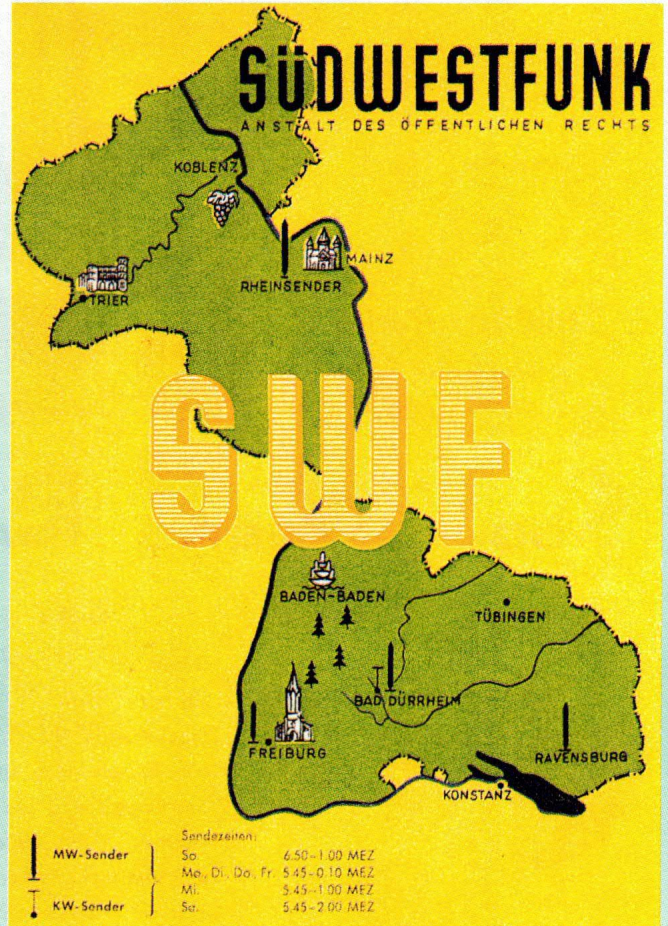 SÜDWESTFUNK
ANSTALT DES ÖFFENTLICHEN RECHTS
KOBLENZ
MAINZ
RHEINSENDER
TRIER
SWF
BADEN-BADEN
TÜBINGEN
BAD DÜRRHEIM
FREIBURG
RAVENSBURG
KONSTANZ
Sendezeiten:
MW-Sender
So. 6.50-1.00 MEZ
Mo., Di., Do., Fr. 5.45-0.10 MEZ
Mi. 5.45-1.00 MEZ
KW-Sender
Sa. 5.45-2.00 MEZ